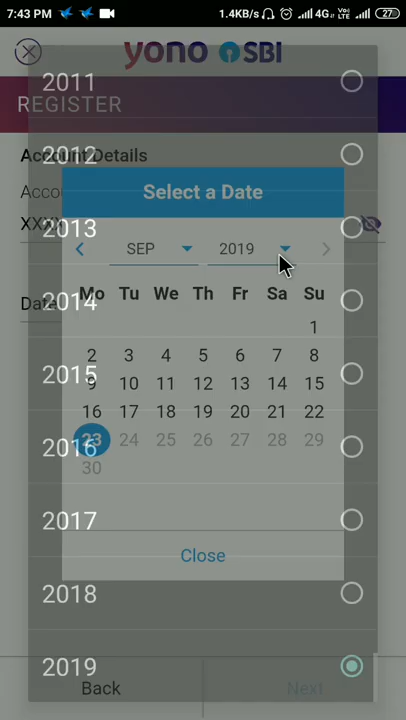 7:43 PM 1.4KB/s 4G VoLTE 27
yono SBI
2011
REGISTER
Account Details
2012
Select a Date
XXX
2013
SEP 2019
Date
Mo Tu We Th Fr Sa Su
2014
1
2 3 4 5 6 7 8
2015
9 10 11 12 13 14 15
16 17 18 19 20 21 22
23 24 25 26 27 28 29
2016
30
2017
Close
2018
2019
Back Next